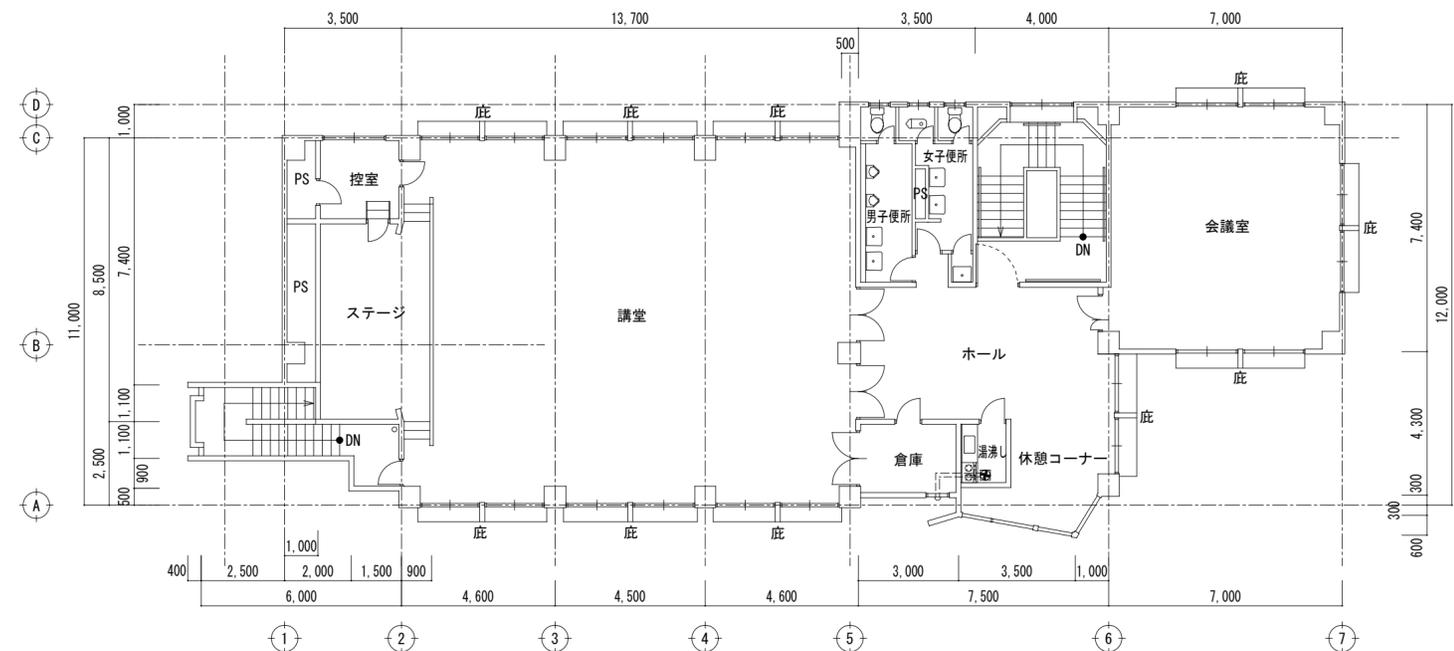 3,500
13,700
3,500
4,000
7,000
500
D
C
B
A
1,000
8,500
7,400
11,000
1,100
1,100
2,500
900
500
庇
庇
庇
庇
PS
控室
女子便所
PS
男子便所
DN
会議室
庇
7,400
12,000
PS
ステージ
講堂
ホール
庇
庇
4,300
DN
倉庫
湯沸し
休憩コーナー
300
300
600
庇
庇
庇
1,000
400
2,500
2,000
1,500
900
3,000
3,500
1,000
6,000
4,600
4,500
4,600
7,500
7,000
1
2
3
4
5
6
7